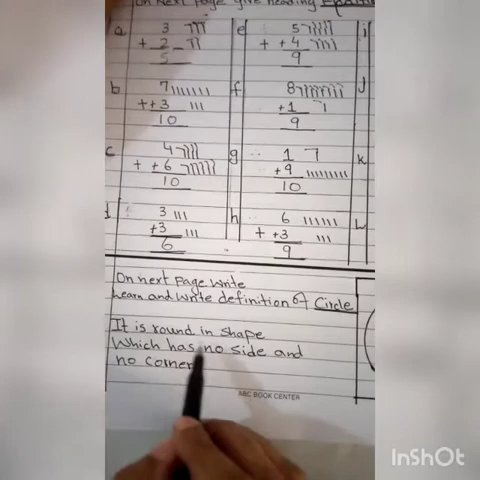 On next page give heading
a 3
+ 2
5
e 5
+ + 4
9
i
b 7
++3
10
f 8
+1
9
j
c 4
+ +6
10
g 1
+9
10
k
d 3
+3
6
h 6
+ +3
9
L
On next page write
learn and write definition of Circle
It is round in shape
Which has no side and
no corner
ABC BOOK CENTER
InShOt